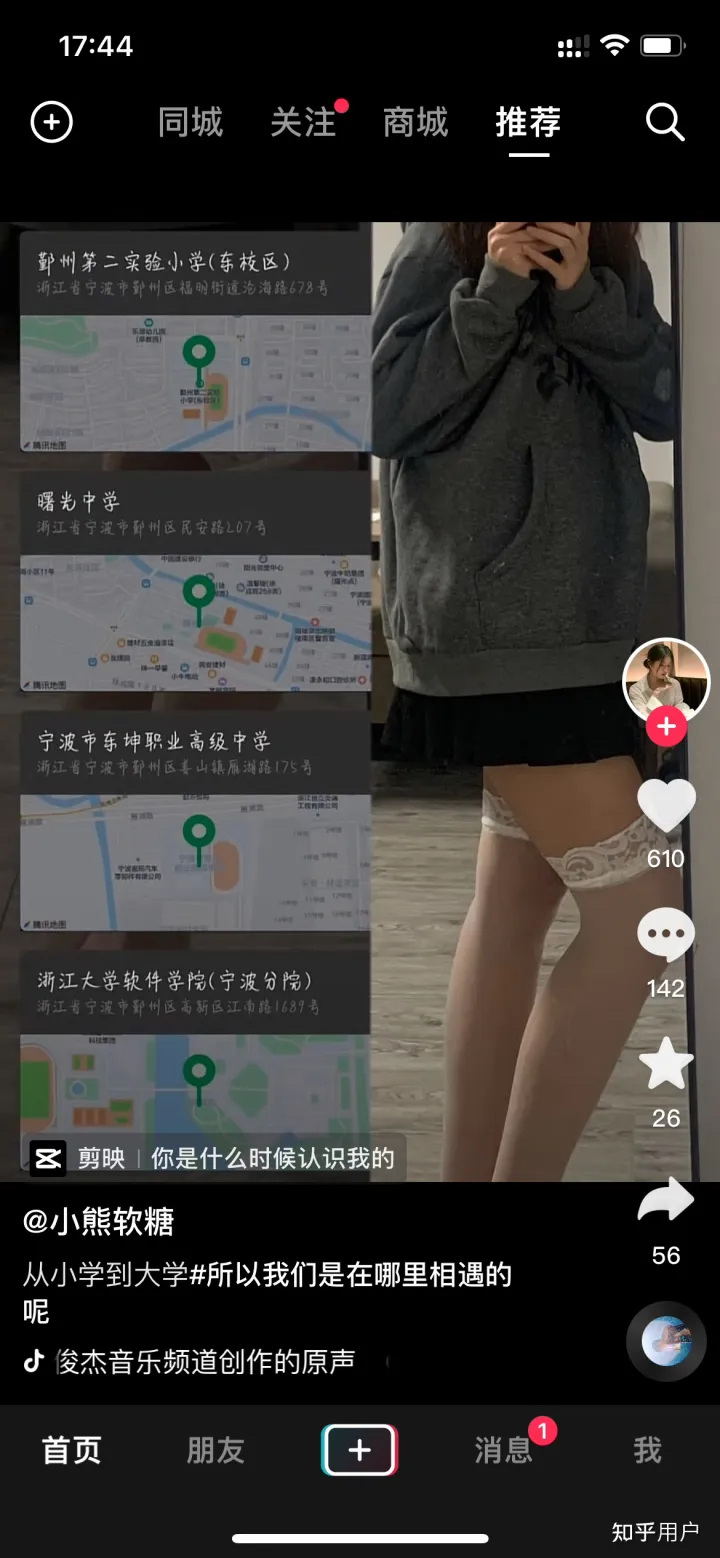 17:44
同城 关注 商城 推荐
鄞州第二实验小学(东校区)
浙江省宁波市鄞州区福明街道沧海路678号
腾讯地图
曙光中学
浙江省宁波市鄞州区民安路207号
腾讯地图
宁波市东坤职业高级中学
浙江省宁波市鄞州区姜山镇雁湖路175号
腾讯地图
浙江大学软件学院(宁波分院)
浙江省宁波市鄞州区高新区江南路1689号
610
142
26
56
剪映 | 你是什么时候认识我的
@小熊软糖
从小学到大学#所以我们是在哪里相遇的
呢
俊杰音乐频道创作的原声
首页 朋友 消息 1 我
知乎用户